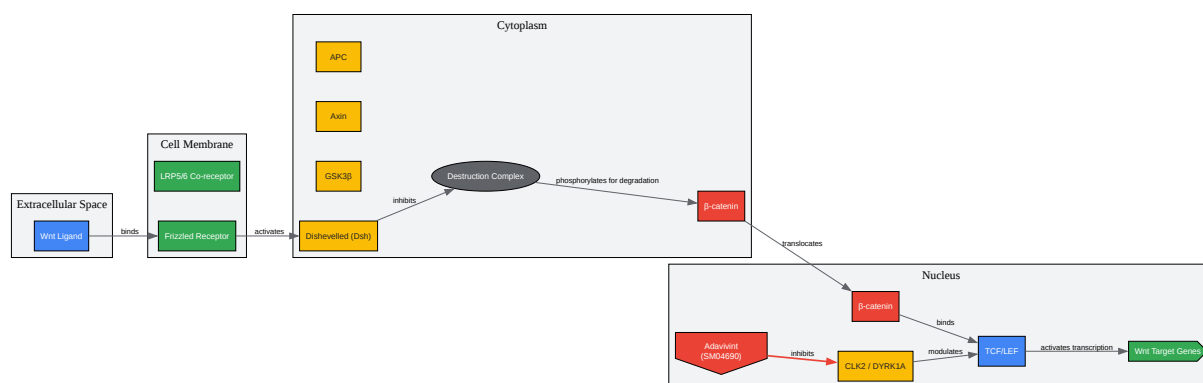 Cytoplasm
APC
Axin
Cell Membrane
LRP5/6 Co-receptor
GSK3β
Destruction Complex
phosphorylates for degradation
inhibits
β-catenin
Extracellular Space
Wnt Ligand
binds
Frizzled Receptor
activates
Dishevelled (Dsh)
translocates
Nucleus
β-catenin
binds
Adavivint
(SM04690)
inhibits
CLK2 / DYRK1A
modulates
TCF/LEF
activates transcription
Wnt Target Genes